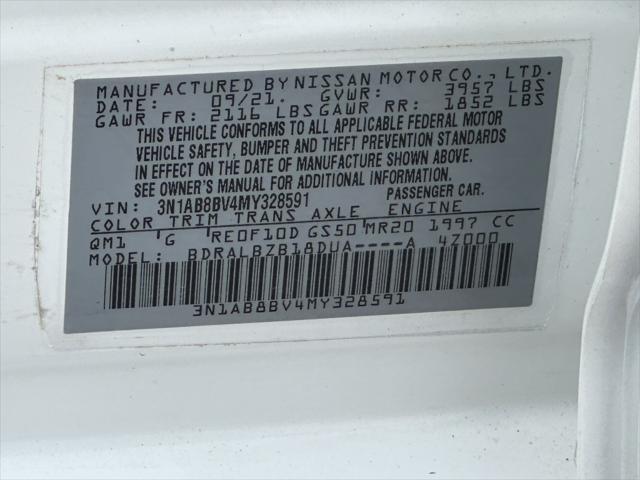 MANUFACTURED BY NISSAN MOTOR CO., LTD.
DATE: 09/21. GVWR: 3957 LBS
GAWR FR: 2116 LBS GAWR RR: 1852 LBS
THIS VEHICLE CONFORMS TO ALL APPLICABLE FEDERAL MOTOR
VEHICLE SAFETY, BUMPER AND THEFT PREVENTION STANDARDS
IN EFFECT ON THE DATE OF MANUFACTURE SHOWN ABOVE.
SEE OWNER'S MANUAL FOR ADDITIONAL INFORMATION.
VIN: 3N1AB8BV4MY328591 PASSENGER CAR.
COLOR TRIM TRANS AXLE ENGINE
QM1 G RE0F10D GS50 MR20 1997 CC
MODEL: BDRALBZB18DUA----A 4Z000
3N1AB8BV4MY328591